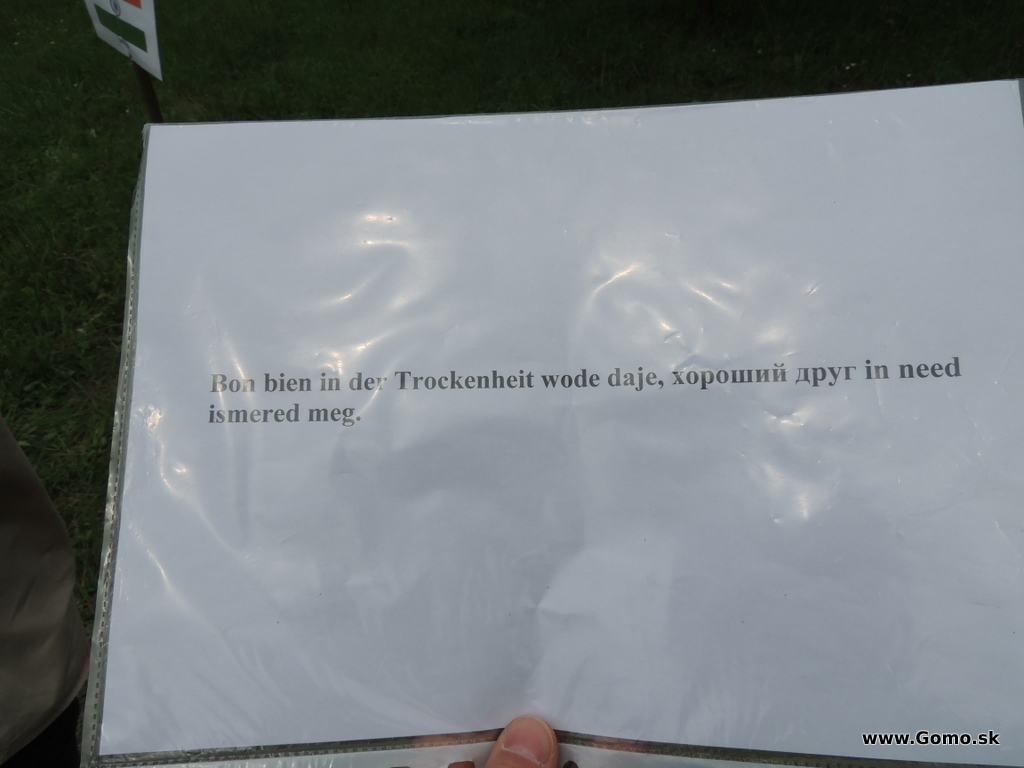 Bon bien in der Trockenheit wode daje, хороший друг in need
ismered meg.
www.Gomo.sk